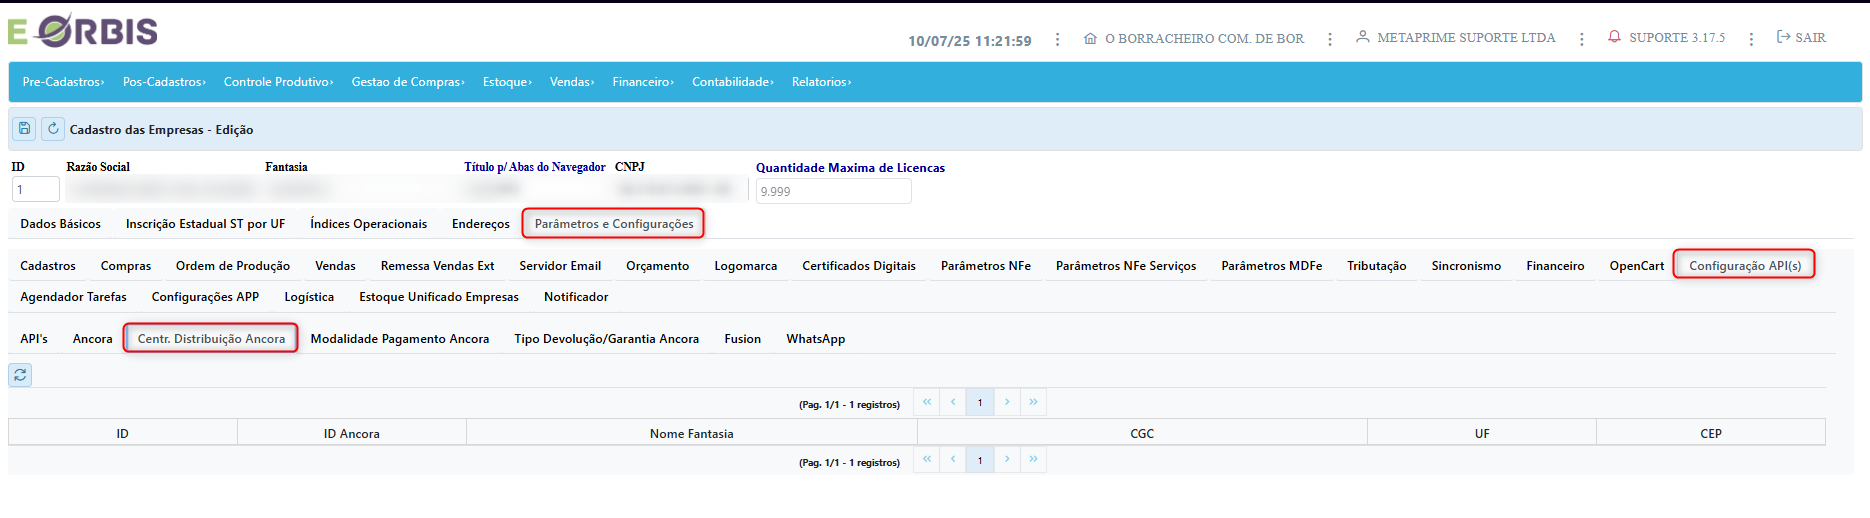 E ORBIS
10/07/25 11:21:59 O BORRACHEIRO COM. DE BOR METAPRIME SUPORTE LTDA SUPORTE 3.17.5 SAIR
Pre-Cadastros› Pos-Cadastros› Controle Produtivo› Gestao de Compras› Estoque› Vendas› Financeiro› Contabilidade› Relatorios›
Cadastro das Empresas - Edição
ID Razão Social Fantasia Título p/ Abas do Navegador CNPJ Quantidade Maxima de Licencas
1 9.999
Dados Básicos Inscrição Estadual ST por UF Índices Operacionais Endereços Parâmetros e Configurações
Cadastros Compras Ordem de Produção Vendas Remessa Vendas Ext Servidor Email Orçamento Logomarca Certificados Digitais Parâmetros NFe Parâmetros NFe Serviços Parâmetros MDFe Tributação Sincronismo Financeiro OpenCart Configuração API(s)
Agendador Tarefas Configurações APP Logística Estoque Unificado Empresas Notificador
API's Ancora Centr. Distribuição Ancora Modalidade Pagamento Ancora Tipo Devolução/Garantia Ancora Fusion WhatsApp
(Pag. 1/1 - 1 registros) « ‹ 1 › »
ID ID Ancora Nome Fantasia CGC UF CEP
(Pag. 1/1 - 1 registros) « ‹ 1 › »